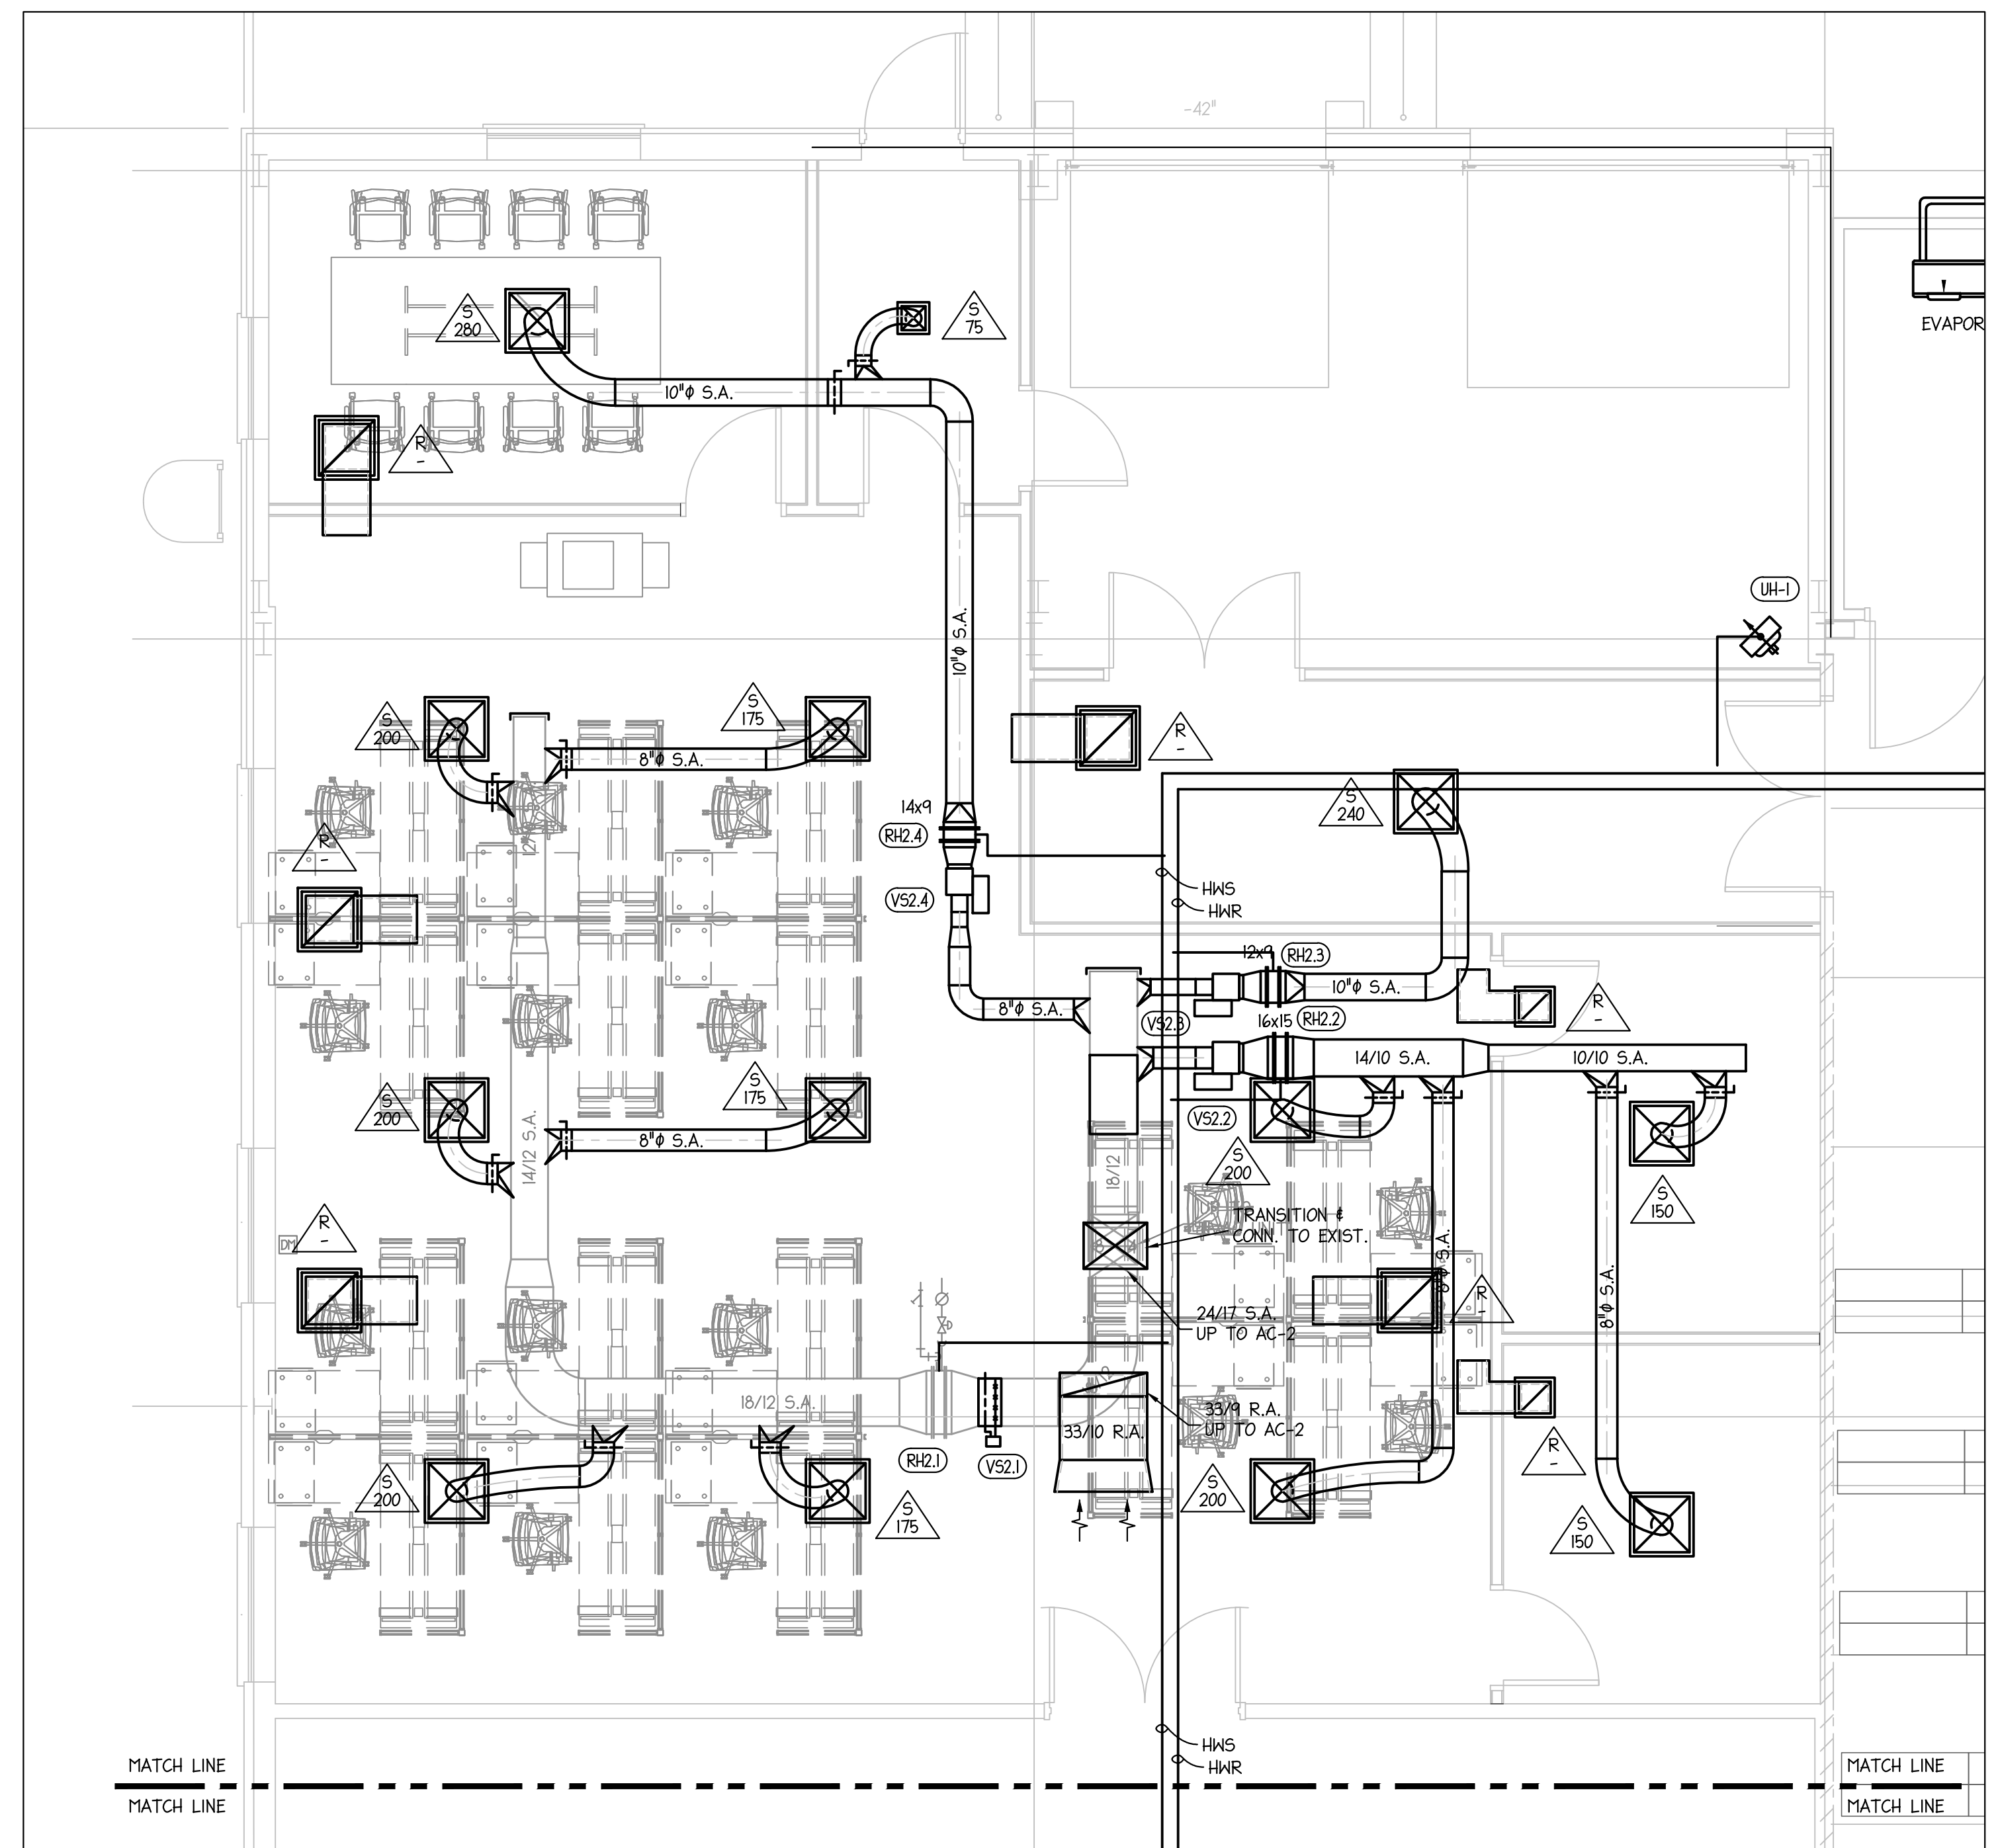 -42"
S
280
S
75
EVAPOR
10"ϕ S.A.
R
-
UH-1
10"ϕ S.A.
S
200
S
175
R
-
8"ϕ S.A.
14x9
RH2.4
S
240
R
-
HWS
VS2.4
HWR
12x9
RH2.3
10"ϕ S.A.
R
-
8"ϕ S.A.
VS2.3
16x15
RH2.2
14/10 S.A.
10/10 S.A.
S
200
S
175
VS2.2
8"ϕ S.A.
14/12 S.A.
18/12
S
200
S
150
R
-
DM
TRANSITION &
CONN. TO EXIST.
8"ϕ S.A.
8"ϕ S.A.
R
-
24/17 S.A.
UP TO AC-2
18/12 S.A.
33/9 R.A.
UP TO AC-2
33/10 R.A.
RH2.1
VS2.1
R
-
S
200
S
175
S
200
S
150
HWS
HWR
MATCH LINE
MATCH LINE
MATCH LINE
MATCH LINE